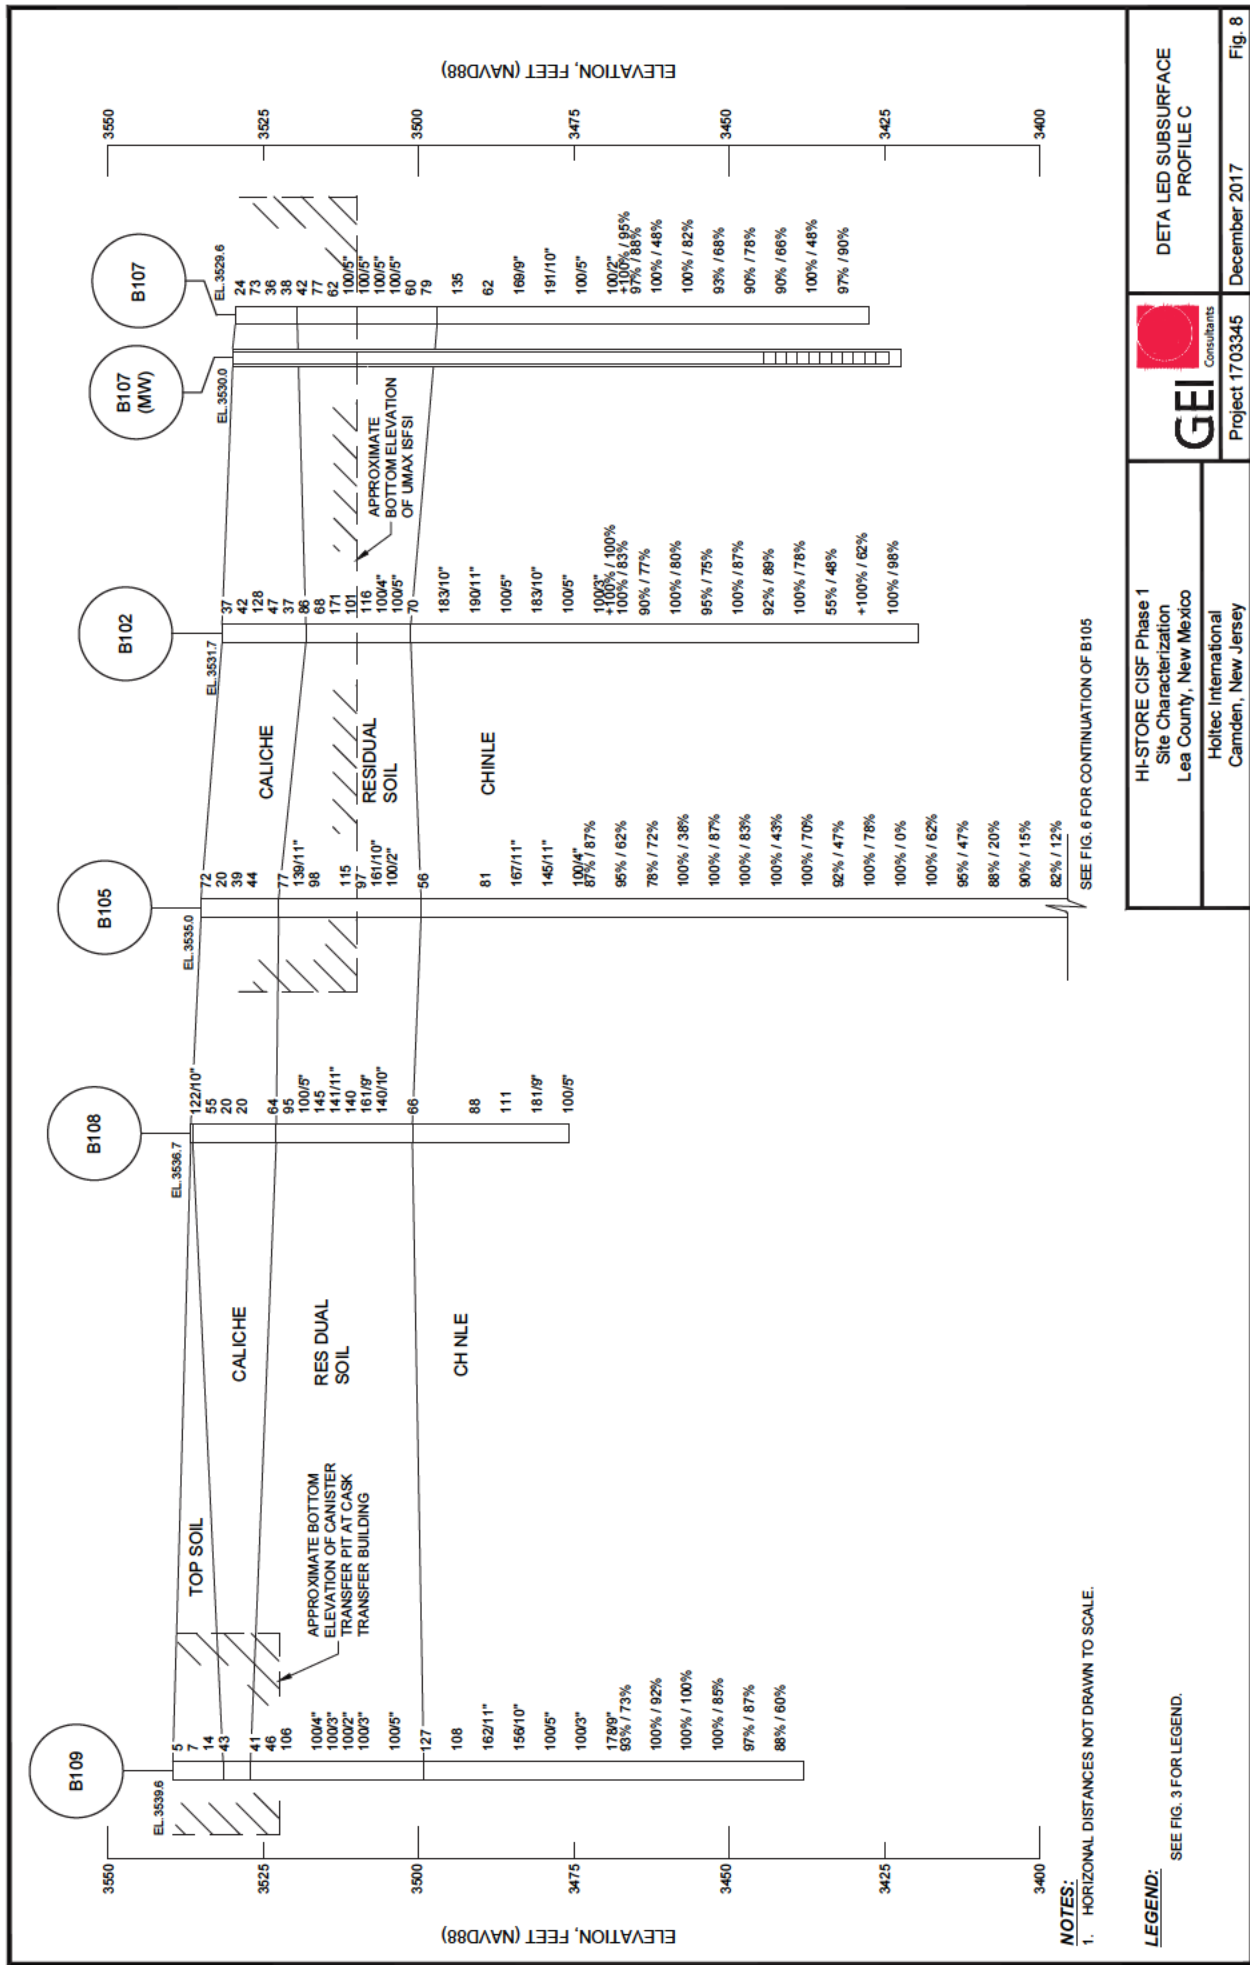 B109
B108
B105
B102
B107
(MW)
B107
EL.3539.6
EL.3536.7
EL.3535.0
EL.3531.7
EL.3530.0
EL.3529.6
ELEVATION, FEET (NAVD88)
3550
3525
3500
3475
3450
3425
3400
5
7
14
43
41
46
106
100/4"
100/3"
100/2"
100/3"
100/5"
127
108
162/11"
156/10"
100/5"
100/3"
178/9"
93% / 73%
100% / 92%
100% / 100%
100% / 85%
97% / 87%
88% / 60%
APPROXIMATE BOTTOM
ELEVATION OF CANISTER
TRANSFER PIT AT CASK
TRANSFER BUILDING
TOP SOIL
CALICHE
RES DUAL
SOIL
CH NLE
122/10"
55
20
20
64
95
100/5"
145
141/11"
140
161/9"
140/10"
66
88
111
181/9"
100/5"
72
20
39
44
77
139/11"
98
115
97
161/10"
100/2"
56
81
167/11"
145/11"
100/4"
87% / 87%
95% / 62%
78% / 72%
100% / 38%
100% / 87%
100% / 83%
100% / 43%
100% / 70%
92% / 47%
100% / 78%
100% / 0%
100% / 62%
95% / 47%
88% / 20%
90% / 15%
82% / 12%
SEE FIG. 6 FOR CONTINUATION OF B105
CALICHE
RESIDUAL
SOIL
CHINLE
37
42
128
47
37
86
68
171
101
116
100/4"
100/5"
70
183/10"
190/11"
100/5"
183/10"
100/5"
100/3"
+100% / 100%
100% / 83%
90% / 77%
100% / 80%
95% / 75%
100% / 87%
92% / 89%
100% / 78%
55% / 48%
+100% / 62%
100% / 98%
APPROXIMATE
BOTTOM ELEVATION
OF UMAX ISFSI
24
73
36
38
42
77
62
100/5"
100/5"
100/5"
100/5"
60
79
135
62
169/9"
191/10"
100/5"
100/2"
+100% / 95%
97% / 88%
100% / 48%
100% / 82%
93% / 68%
90% / 78%
90% / 66%
100% / 48%
97% / 90%
3550
3525
3500
3475
3450
3425
3400
ELEVATION, FEET (NAVD88)
NOTES:
1. HORIZONAL DISTANCES NOT DRAWN TO SCALE.
LEGEND:
SEE FIG. 3 FOR LEGEND.
HI-STORE CISF Phase 1
Site Characterization
Lea County, New Mexico
Holtec International
Camden, New Jersey
GEI Consultants
Project 1703345
DETA LED SUBSURFACE
PROFILE C
December 2017
Fig. 8